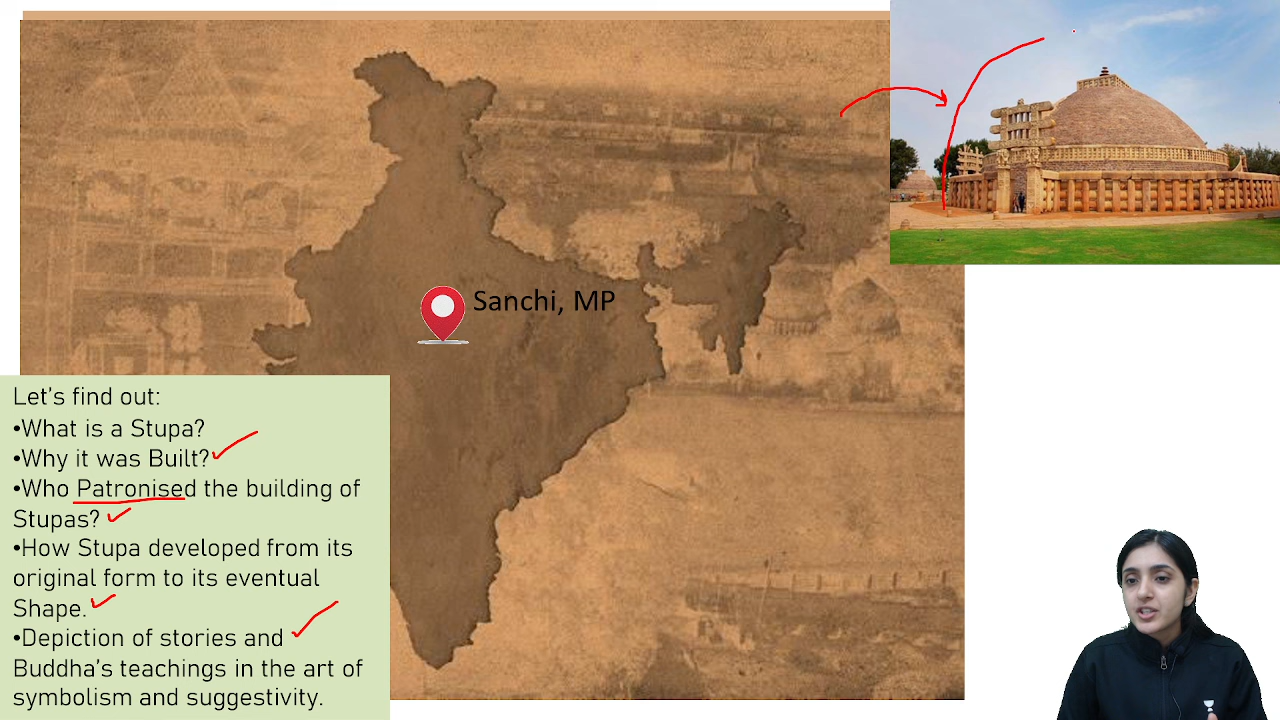 Sanchi, MP
Let's find out:
•What is a Stupa?
•Why it was Built?
•Who Patronised the building of
Stupas?
•How Stupa developed from its
original form to its eventual
Shape.
•Depiction of stories and
Buddha's teachings in the art of
symbolism and suggestivity.